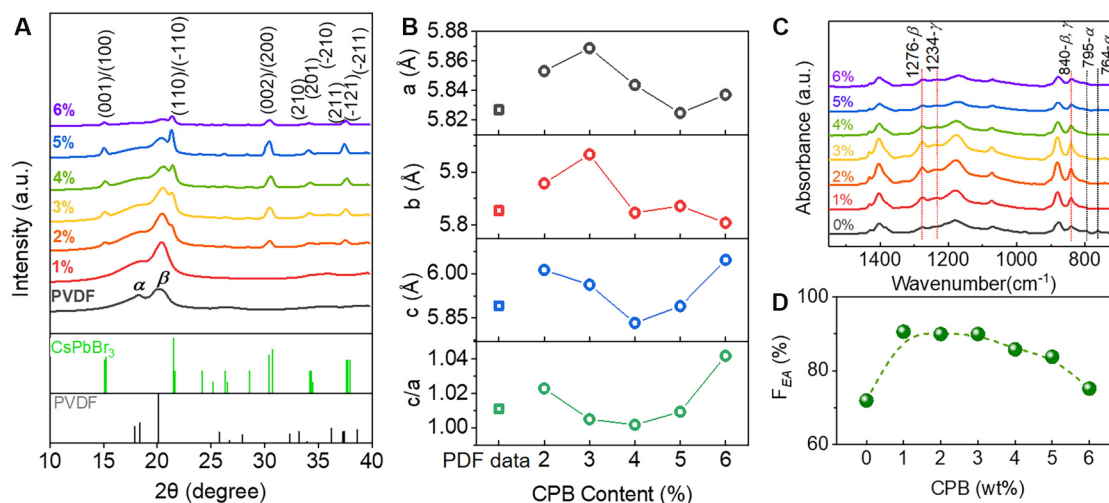 A
Intensity (a.u.)
(001)/(100)
(110)/(-110)
(002)/(200)
(210)
(201)
(-210)
(211)
(-121)
(-211)
6%
5%
4%
3%
2%
1%
PVDF
α
β
CsPbBr3
PVDF
10 20 30 40
2θ (degree)
B
a (Å)
5.88
5.86
5.84
5.82
b (Å)
5.9
5.8
c (Å)
6.00
5.85
c/a
1.04
1.02
1.00
PDF data 2 3 4 5 6
CPB Content (%)
C
Absorbance (a.u.)
1276-β
1234-γ
840-β, γ
795-α
764-α
6%
5%
4%
3%
2%
1%
0%
1400 1200 1000 800
Wavenumber(cm-1)
D
FEA (%)
100
80
60
0 1 2 3 4 5 6
CPB (wt%)